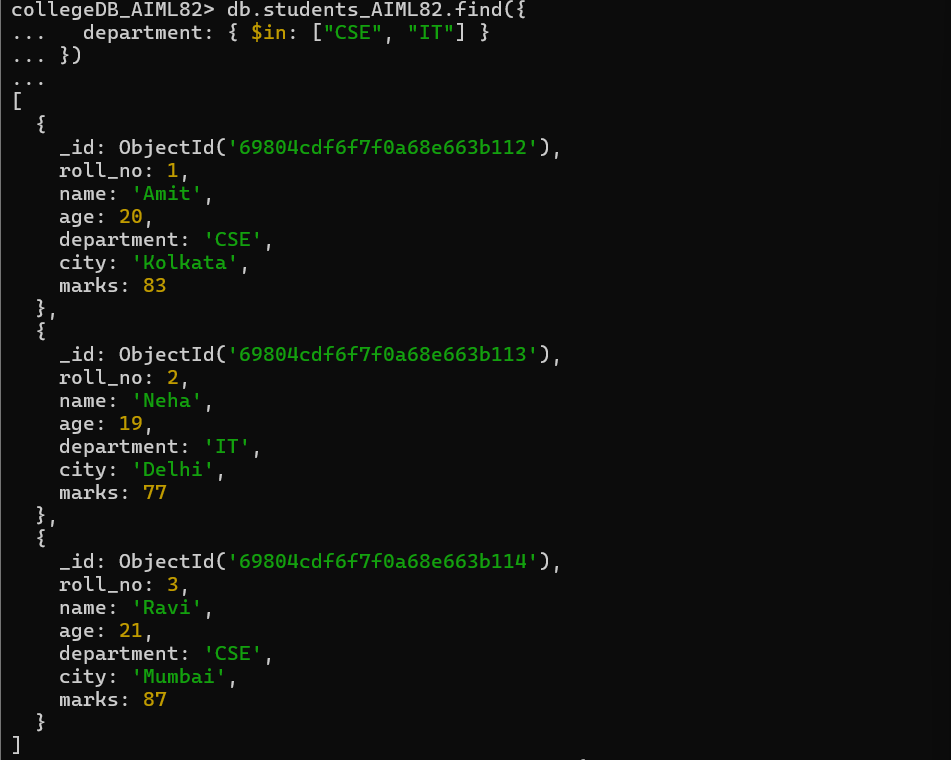 collegeDB_AIML82> db.students_AIML82.find({
...   department: { $in: ["CSE", "IT"] }
... })
...
[
  {
    _id: ObjectId('69804cdf6f7f0a68e663b112'),
    roll_no: 1,
    name: 'Amit',
    age: 20,
    department: 'CSE',
    city: 'Kolkata',
    marks: 83
  },
  {
    _id: ObjectId('69804cdf6f7f0a68e663b113'),
    roll_no: 2,
    name: 'Neha',
    age: 19,
    department: 'IT',
    city: 'Delhi',
    marks: 77
  },
  {
    _id: ObjectId('69804cdf6f7f0a68e663b114'),
    roll_no: 3,
    name: 'Ravi',
    age: 21,
    department: 'CSE',
    city: 'Mumbai',
    marks: 87
  }
]